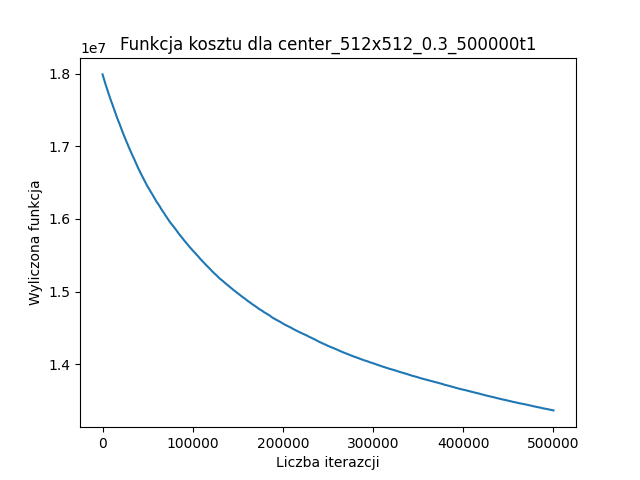 Funkcja kosztu dla center_512x512_0.3_500000t1
1e7
1.8
1.7
1.6
1.5
1.4
Wyliczona funkcja
0 100000 200000 300000 400000 500000
Liczba iterazcji